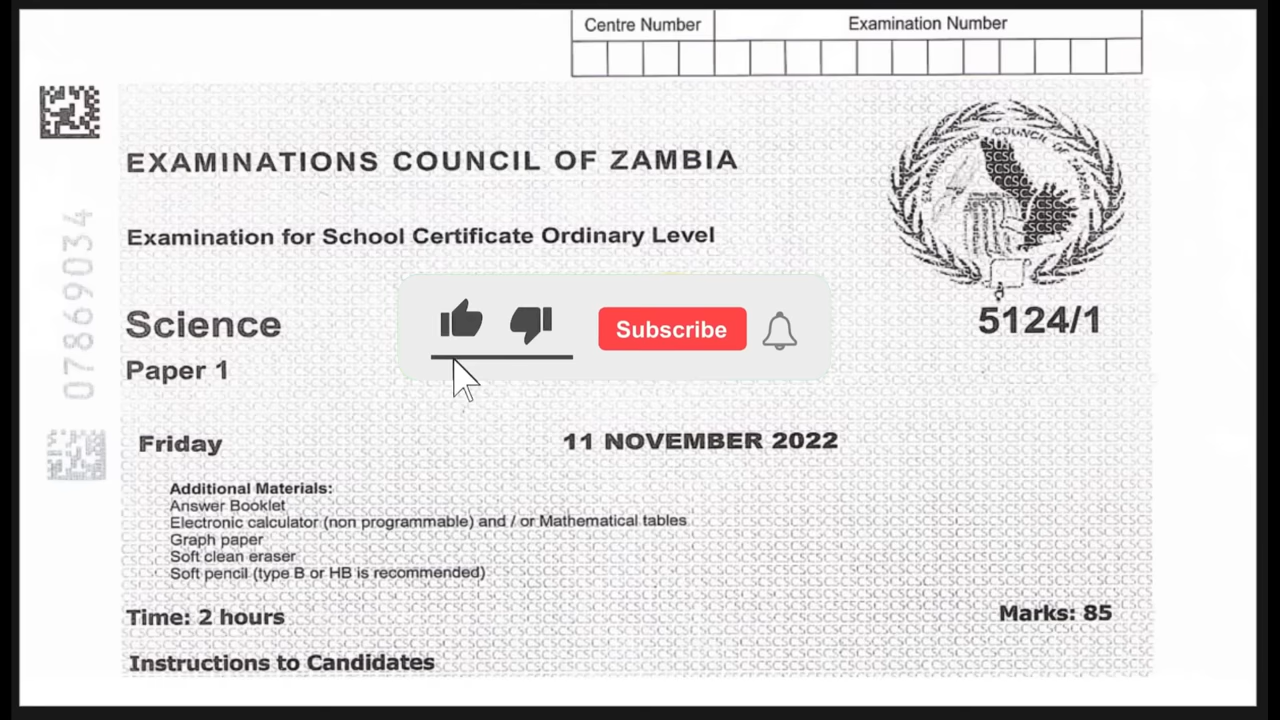 Centre Number
Examination Number
EXAMINATIONS COUNCIL OF ZAMBIA
Examination for School Certificate Ordinary Level
Science
5124/1
Paper 1
Subscribe
Friday
11 NOVEMBER 2022
07869034
Additional Materials:
Answer Booklet
Electronic calculator (non programmable) and / or Mathematical tables
Graph paper
Soft clean eraser
Soft pencil (type B or HB is recommended)
Time: 2 hours
Marks: 85
Instructions to Candidates